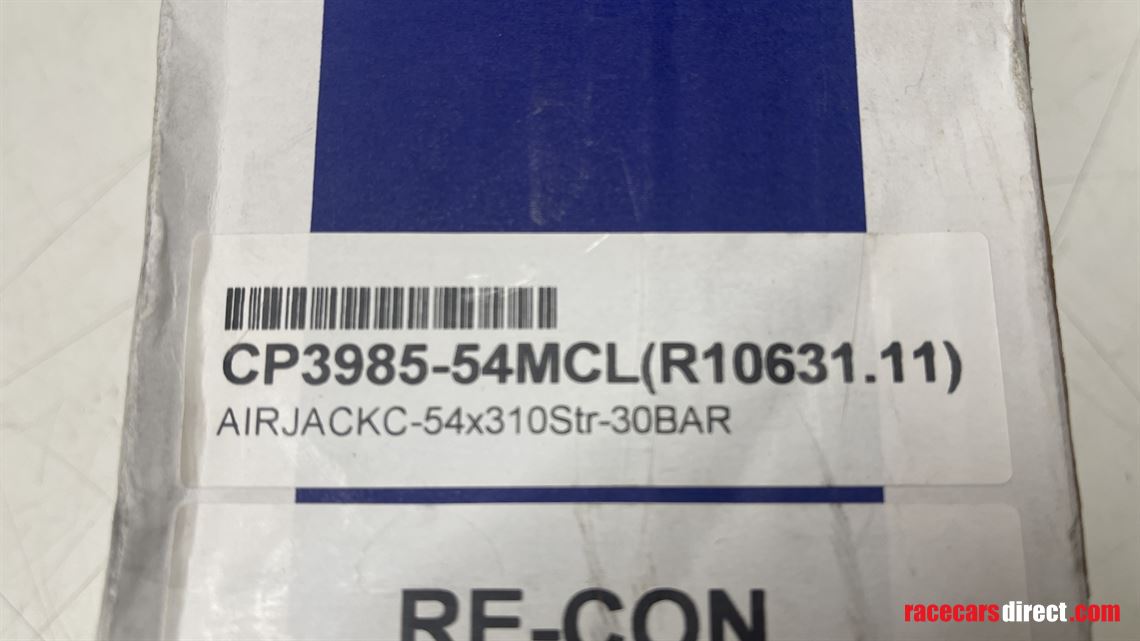 CP3985-54MCL(R10631.11)
AIRJACKC-54x310Str-30BAR
RE-CON
racecarsdirect.com